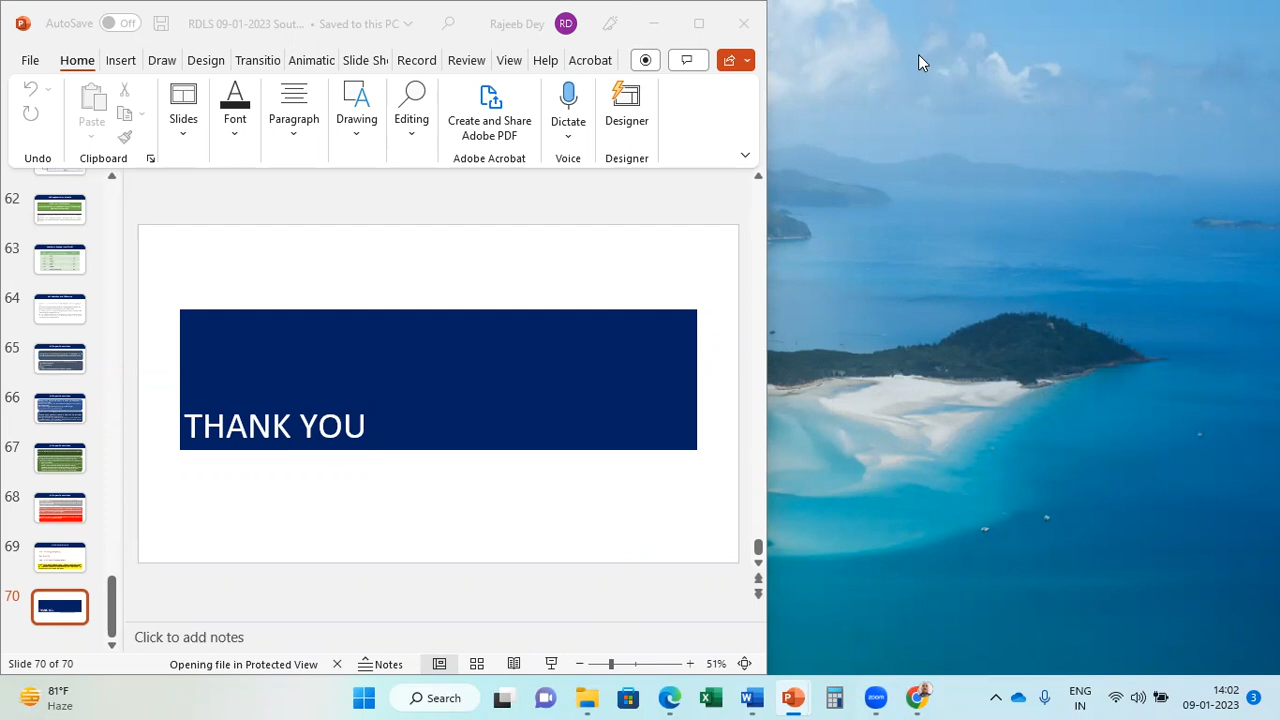 AutoSave Off RDLS 09-01-2023 Sout... • Saved to this PC Rajeeb Dey RD
ile Home Insert Draw Design Transitio Animatic Slide Sh Record Review View Help Acrobat
Undo
Paste
Clipboard
Slides
Font
Paragraph
Drawing
Editing
Create and Share
Adobe PDF
Adobe Acrobat
Dictate
Voice
Designer
Designer
62
63
64
65
66
67
68
69
70
THANK YOU
Click to add notes
Slide 70 of 70 Opening file in Protected View Notes 51%
81°F
Haze
Search
zoom
ENG
IN
14:02
09-01-2023
3